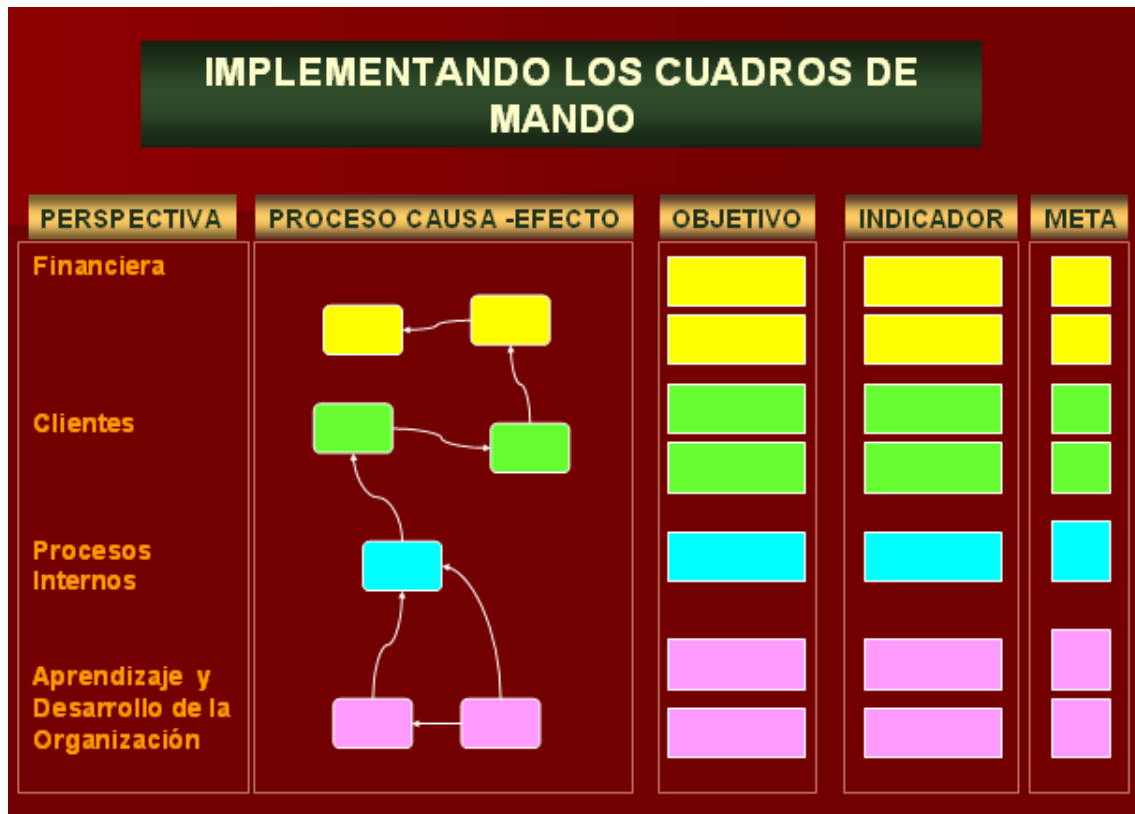 IMPLEMENTANDO LOS CUADROS DE
MANDO
PERSPECTIVA
PROCESO CAUSA -EFECTO
OBJETIVO
INDICADOR
META
Financiera
Clientes
Procesos
Internos
Aprendizaje y
Desarrollo de la
Organización